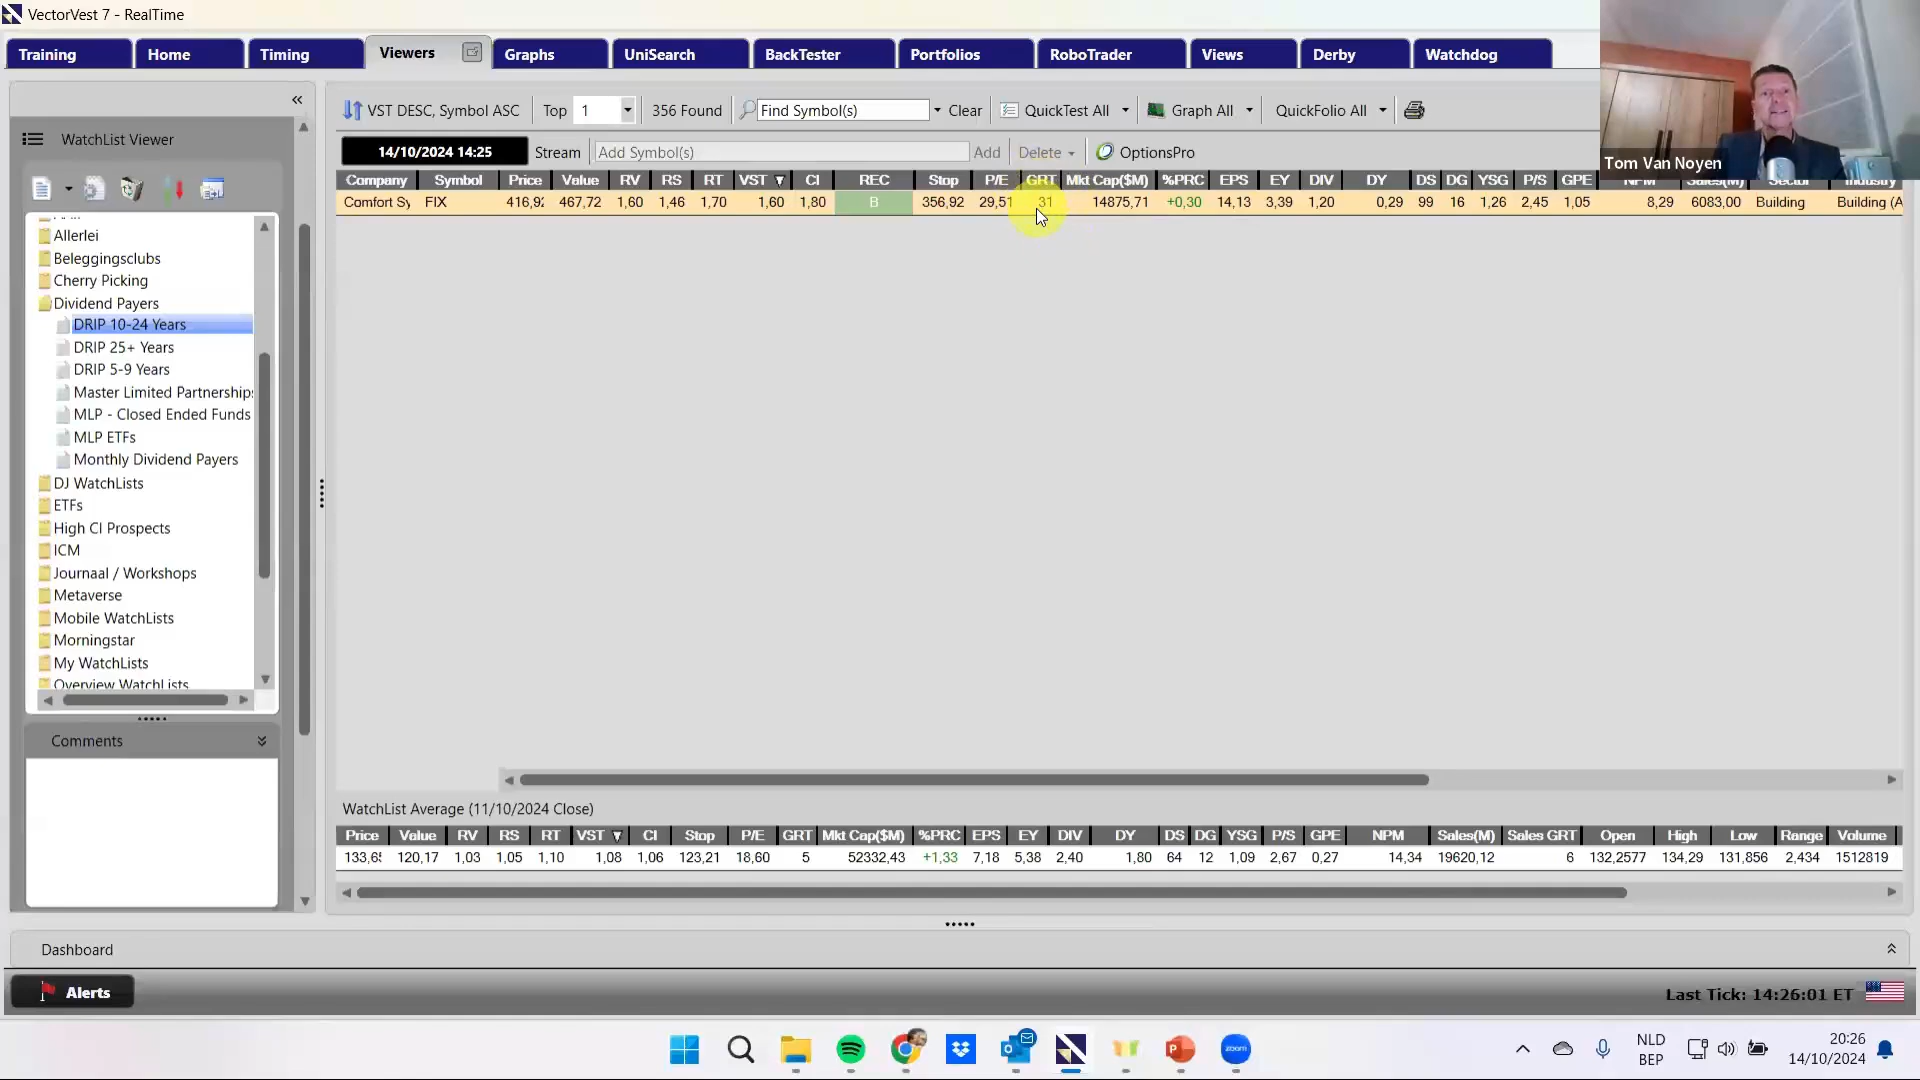 VectorVest 7 - RealTime
Training Home Timing Viewers Graphs UniSearch BackTester Portfolios RoboTrader Views Derby Watchdog
«
VST DESC, Symbol ASC Top 1 356 Found Find Symbol(s) Clear QuickTest All Graph All QuickFolio All
WatchList Viewer
14/10/2024 14:25 Stream Add Symbol(s) Add Delete OptionsPro
Tom Van Noyen
Company Symbol Price Value RV RS RT VST CI REC Stop P/E GRT Mkt Cap($M) %PRC EPS EY DIV DY DS DG YSG P/S GPE NPM Sales(M) Sector Industry
Comfort Sy FIX 416,92 467,72 1,60 1,46 1,70 1,60 1,80 B 356,92 29,51 31 14875,71 +0,30 14,13 3,39 1,20 0,29 99 16 1,26 2,45 1,05 8,29 6083,00 Building Building (A
Allerlei
Beleggingsclubs
Cherry Picking
Dividend Payers
DRIP 10-24 Years
DRIP 25+ Years
DRIP 5-9 Years
Master Limited Partnerships
MLP - Closed Ended Funds
MLP ETFs
Monthly Dividend Payers
DJ WatchLists
ETFs
High CI Prospects
ICM
Journaal / Workshops
Metaverse
Mobile WatchLists
Morningstar
My WatchLists
Overview WatchLists
Comments
WatchList Average (11/10/2024 Close)
Price Value RV RS RT VST CI Stop P/E GRT Mkt Cap($M) %PRC EPS EY DIV DY DS DG YSG P/S GPE NPM Sales(M) Sales GRT Open High Low Range Volume
133,65 120,17 1,03 1,05 1,10 1,08 1,06 123,21 18,60 5 52332,43 +1,33 7,18 5,38 2,40 1,80 64 12 1,09 2,67 0,27 14,34 19620,12 6 132,2577 134,29 131,856 2,434 1512819
Dashboard
Alerts
Last Tick: 14:26:01 ET
zoom
NLD
BEP
20:26
14/10/2024